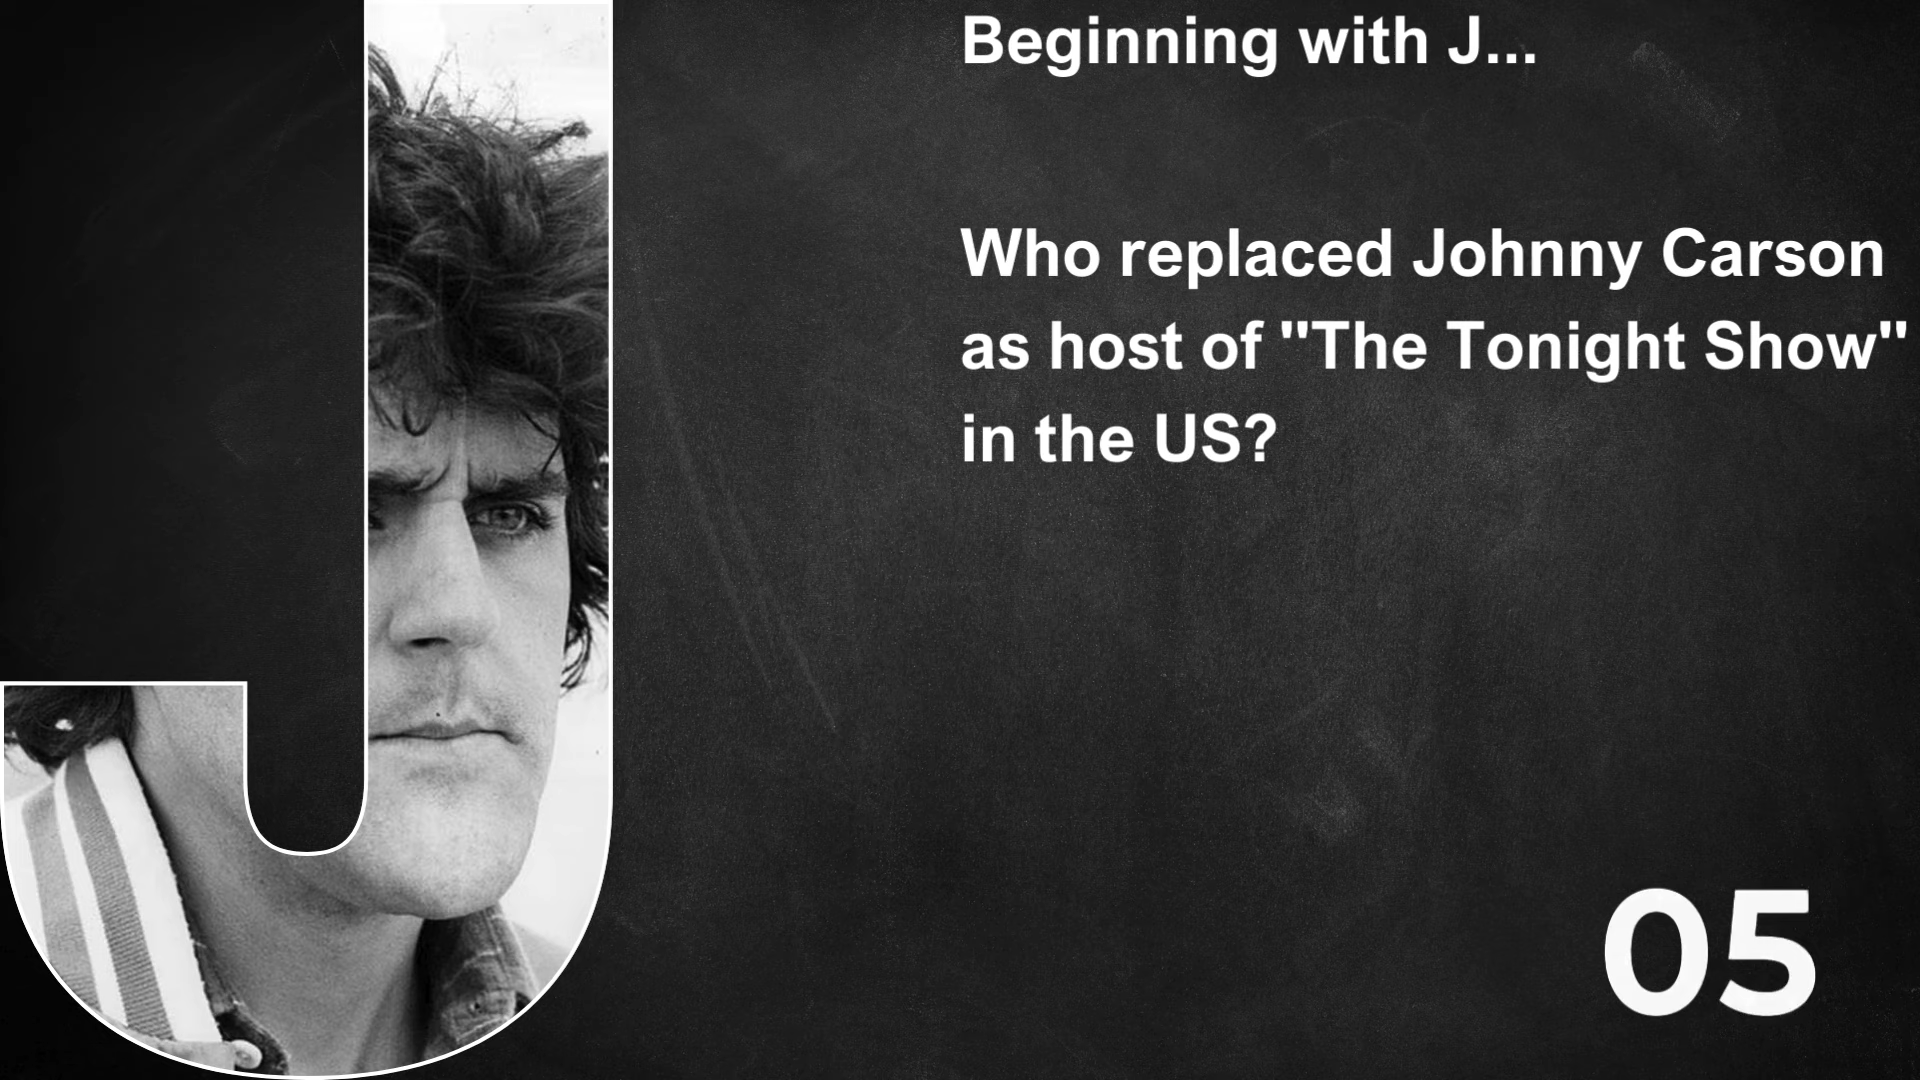 J
Beginning with J...
Who replaced Johnny Carson
as host of "The Tonight Show"
in the US?
05